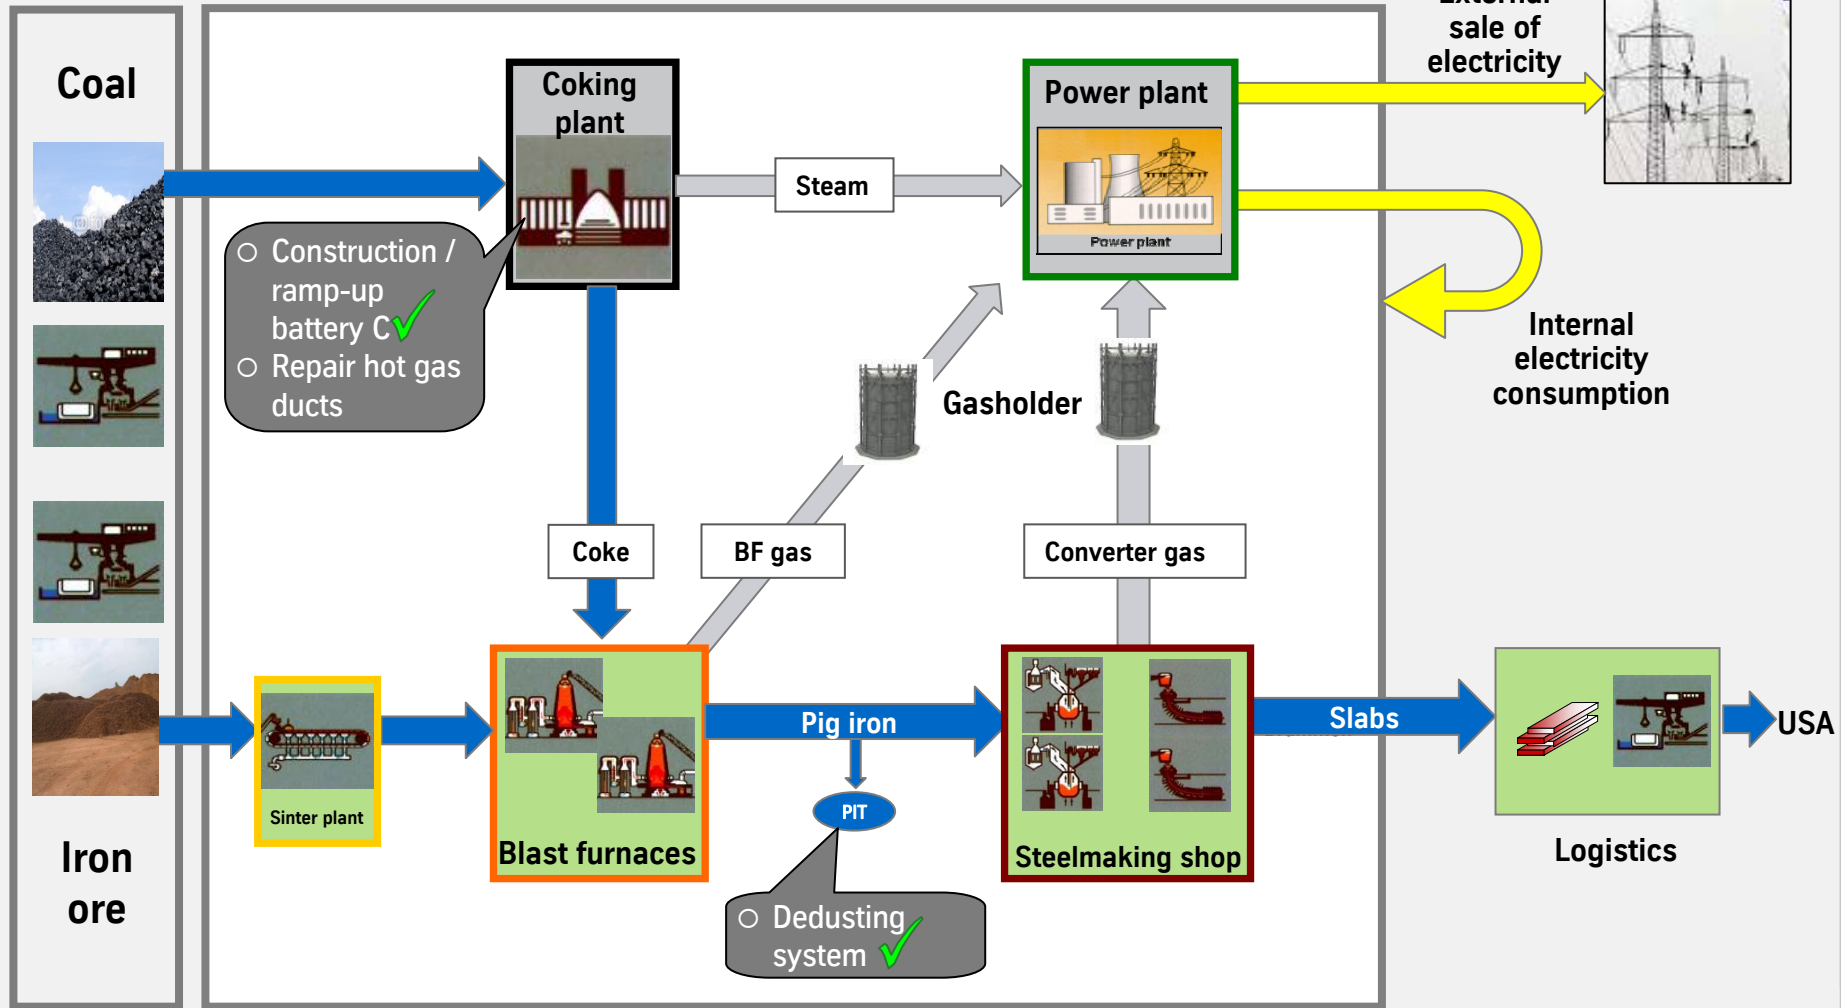 External
sale of
electricity
Coal
Coking
plant
Power plant
Steam
Power plant
○ Construction /
ramp-up
battery C
○ Repair hot gas
ducts
Internal
electricity
consumption
Gasholder
Coke
BF gas
Converter gas
Pig iron
Slabs
USA
Sinter plant
PIT
Blast furnaces
Steelmaking shop
Logistics
Iron
ore
○ Dedusting
system